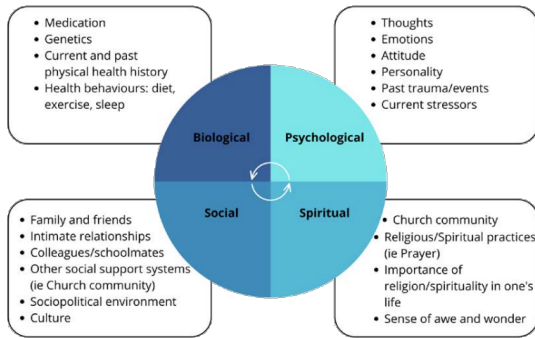 Medication
Genetics
Current and past
physical health history
Health behaviours: diet,
exercise, sleep
Thoughts
Emotions
Attitude
Personality
Past trauma/events
Current stressors
Biological
Psychological
Social
Spiritual
Family and friends
Intimate relationships
Colleagues/schoolmates
Other social support systems
(ie Church community)
Sociopolitical environment
Culture
Church community
Religious/Spiritual practices
(ie Prayer)
Importance of
religion/spirituality in one's
life
Sense of awe and wonder